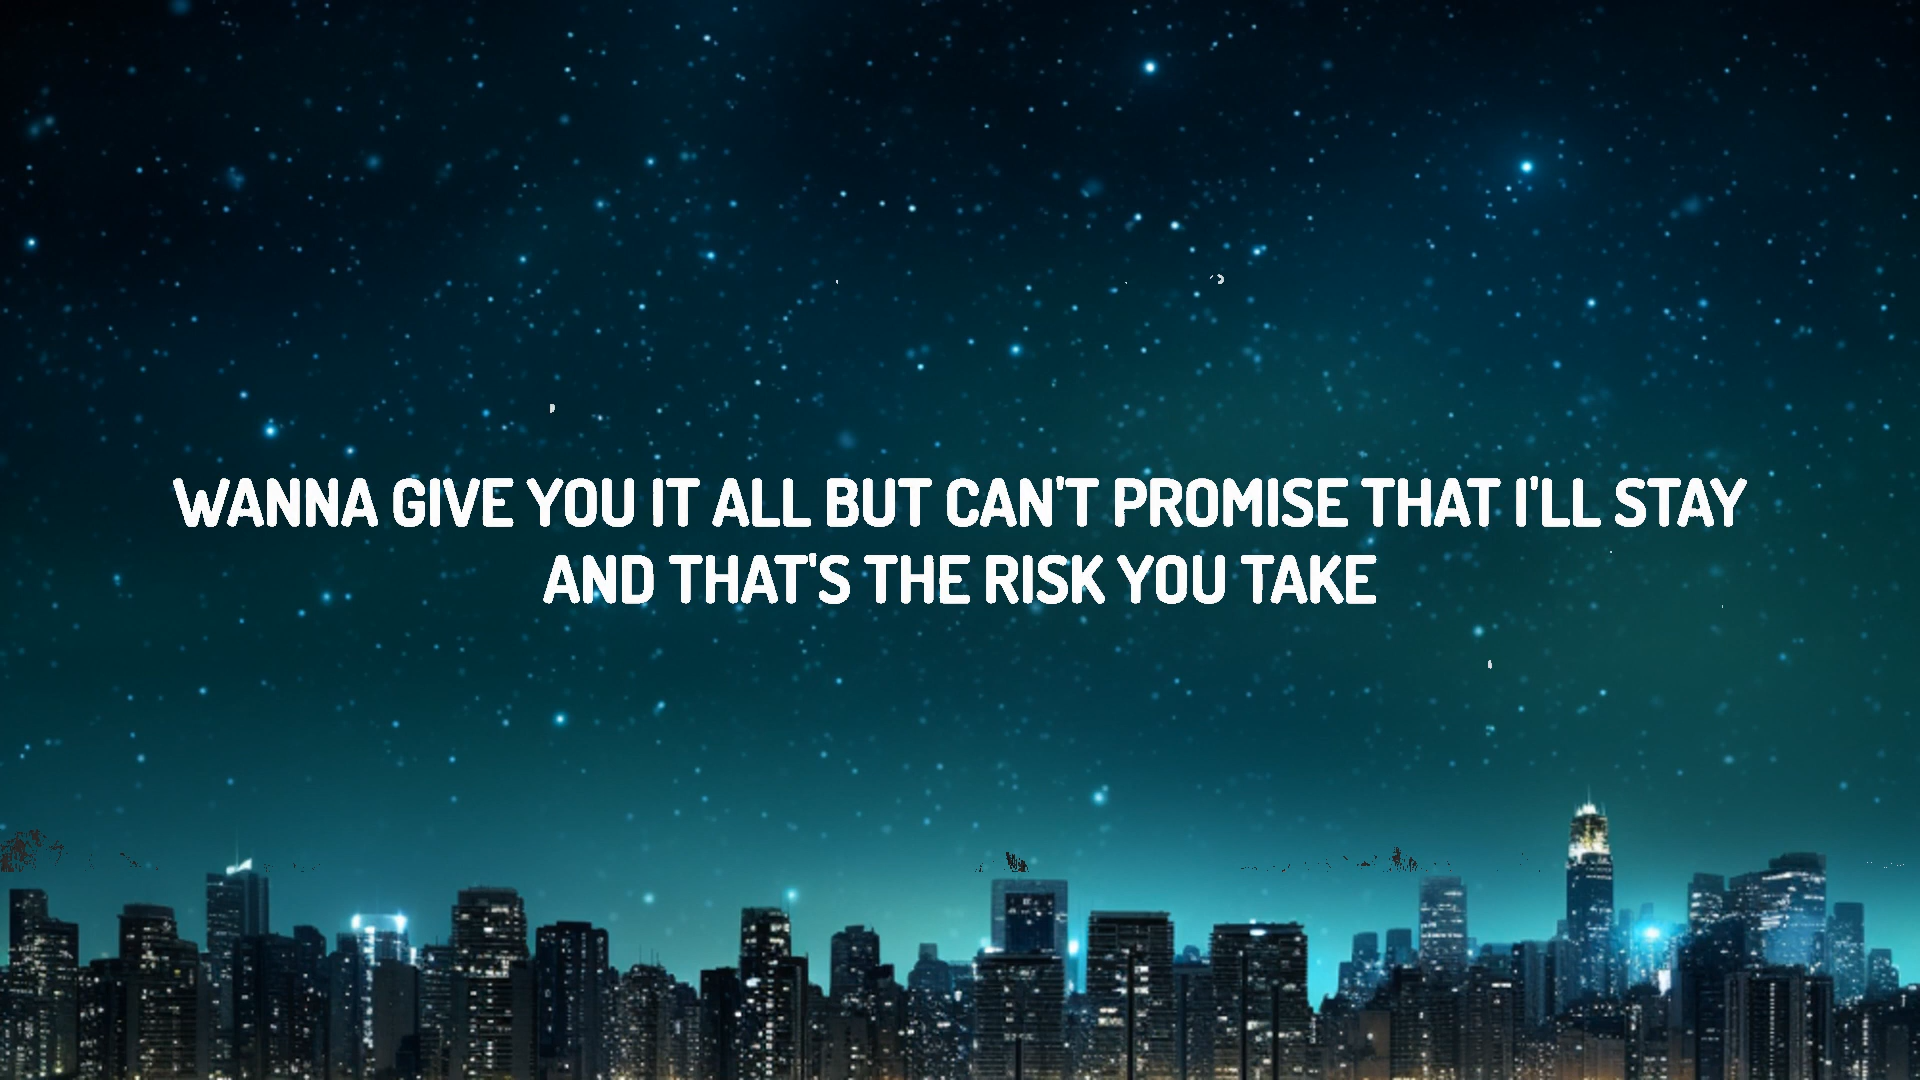 WANNA GIVE YOU IT ALL BUT CAN'T PROMISE THAT I'LL STAY
AND THAT'S THE RISK YOU TAKE